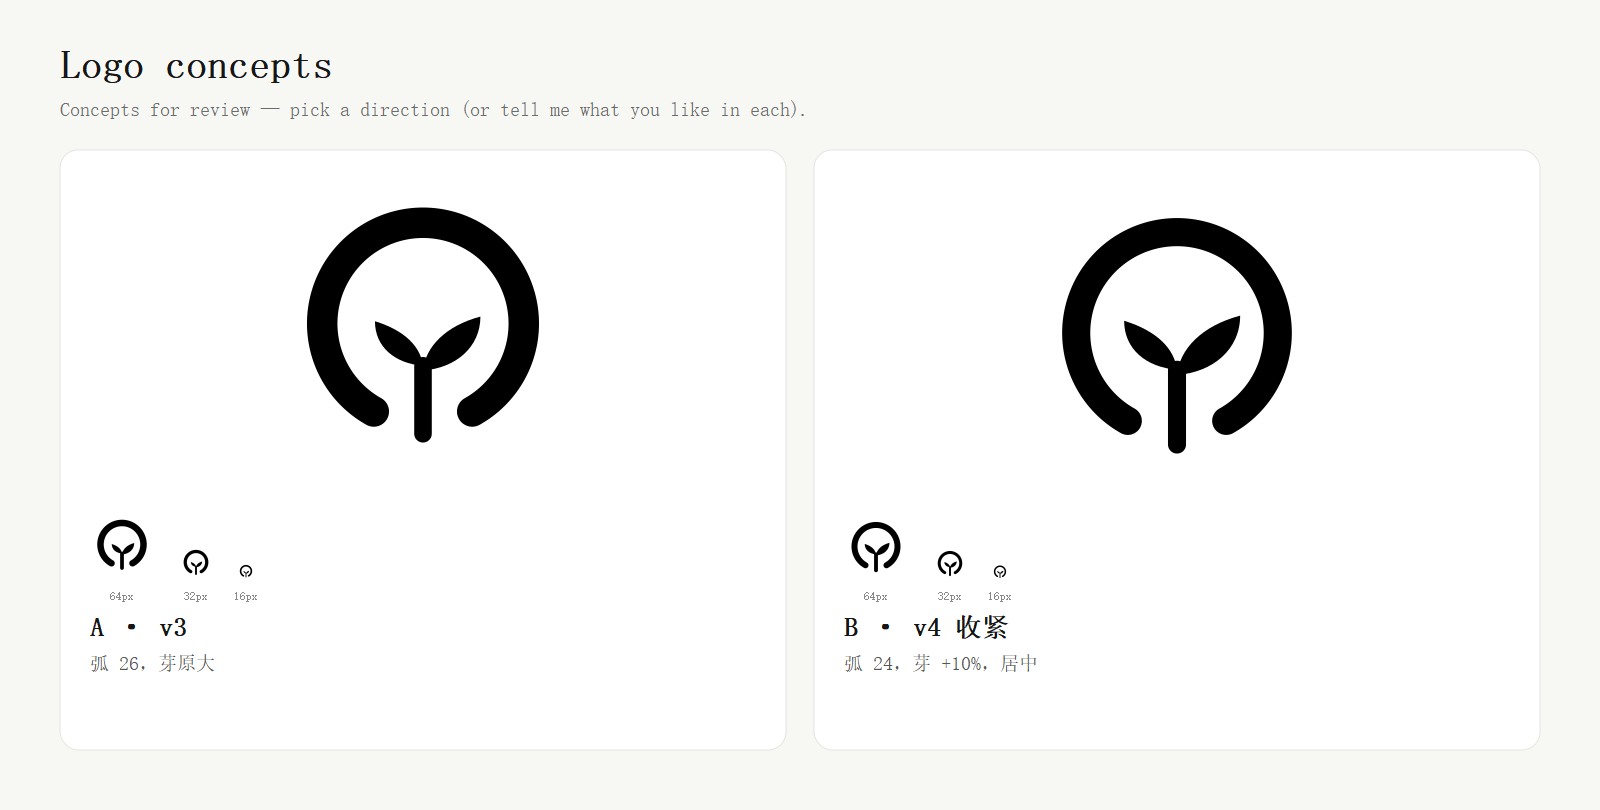 Logo concepts
Concepts for review — pick a direction (or tell me what you like in each).
64px 32px 16px
A · v3
弧 26，芽原大
64px 32px 16px
B · v4 收紧
弧 24，芽 +10%，居中